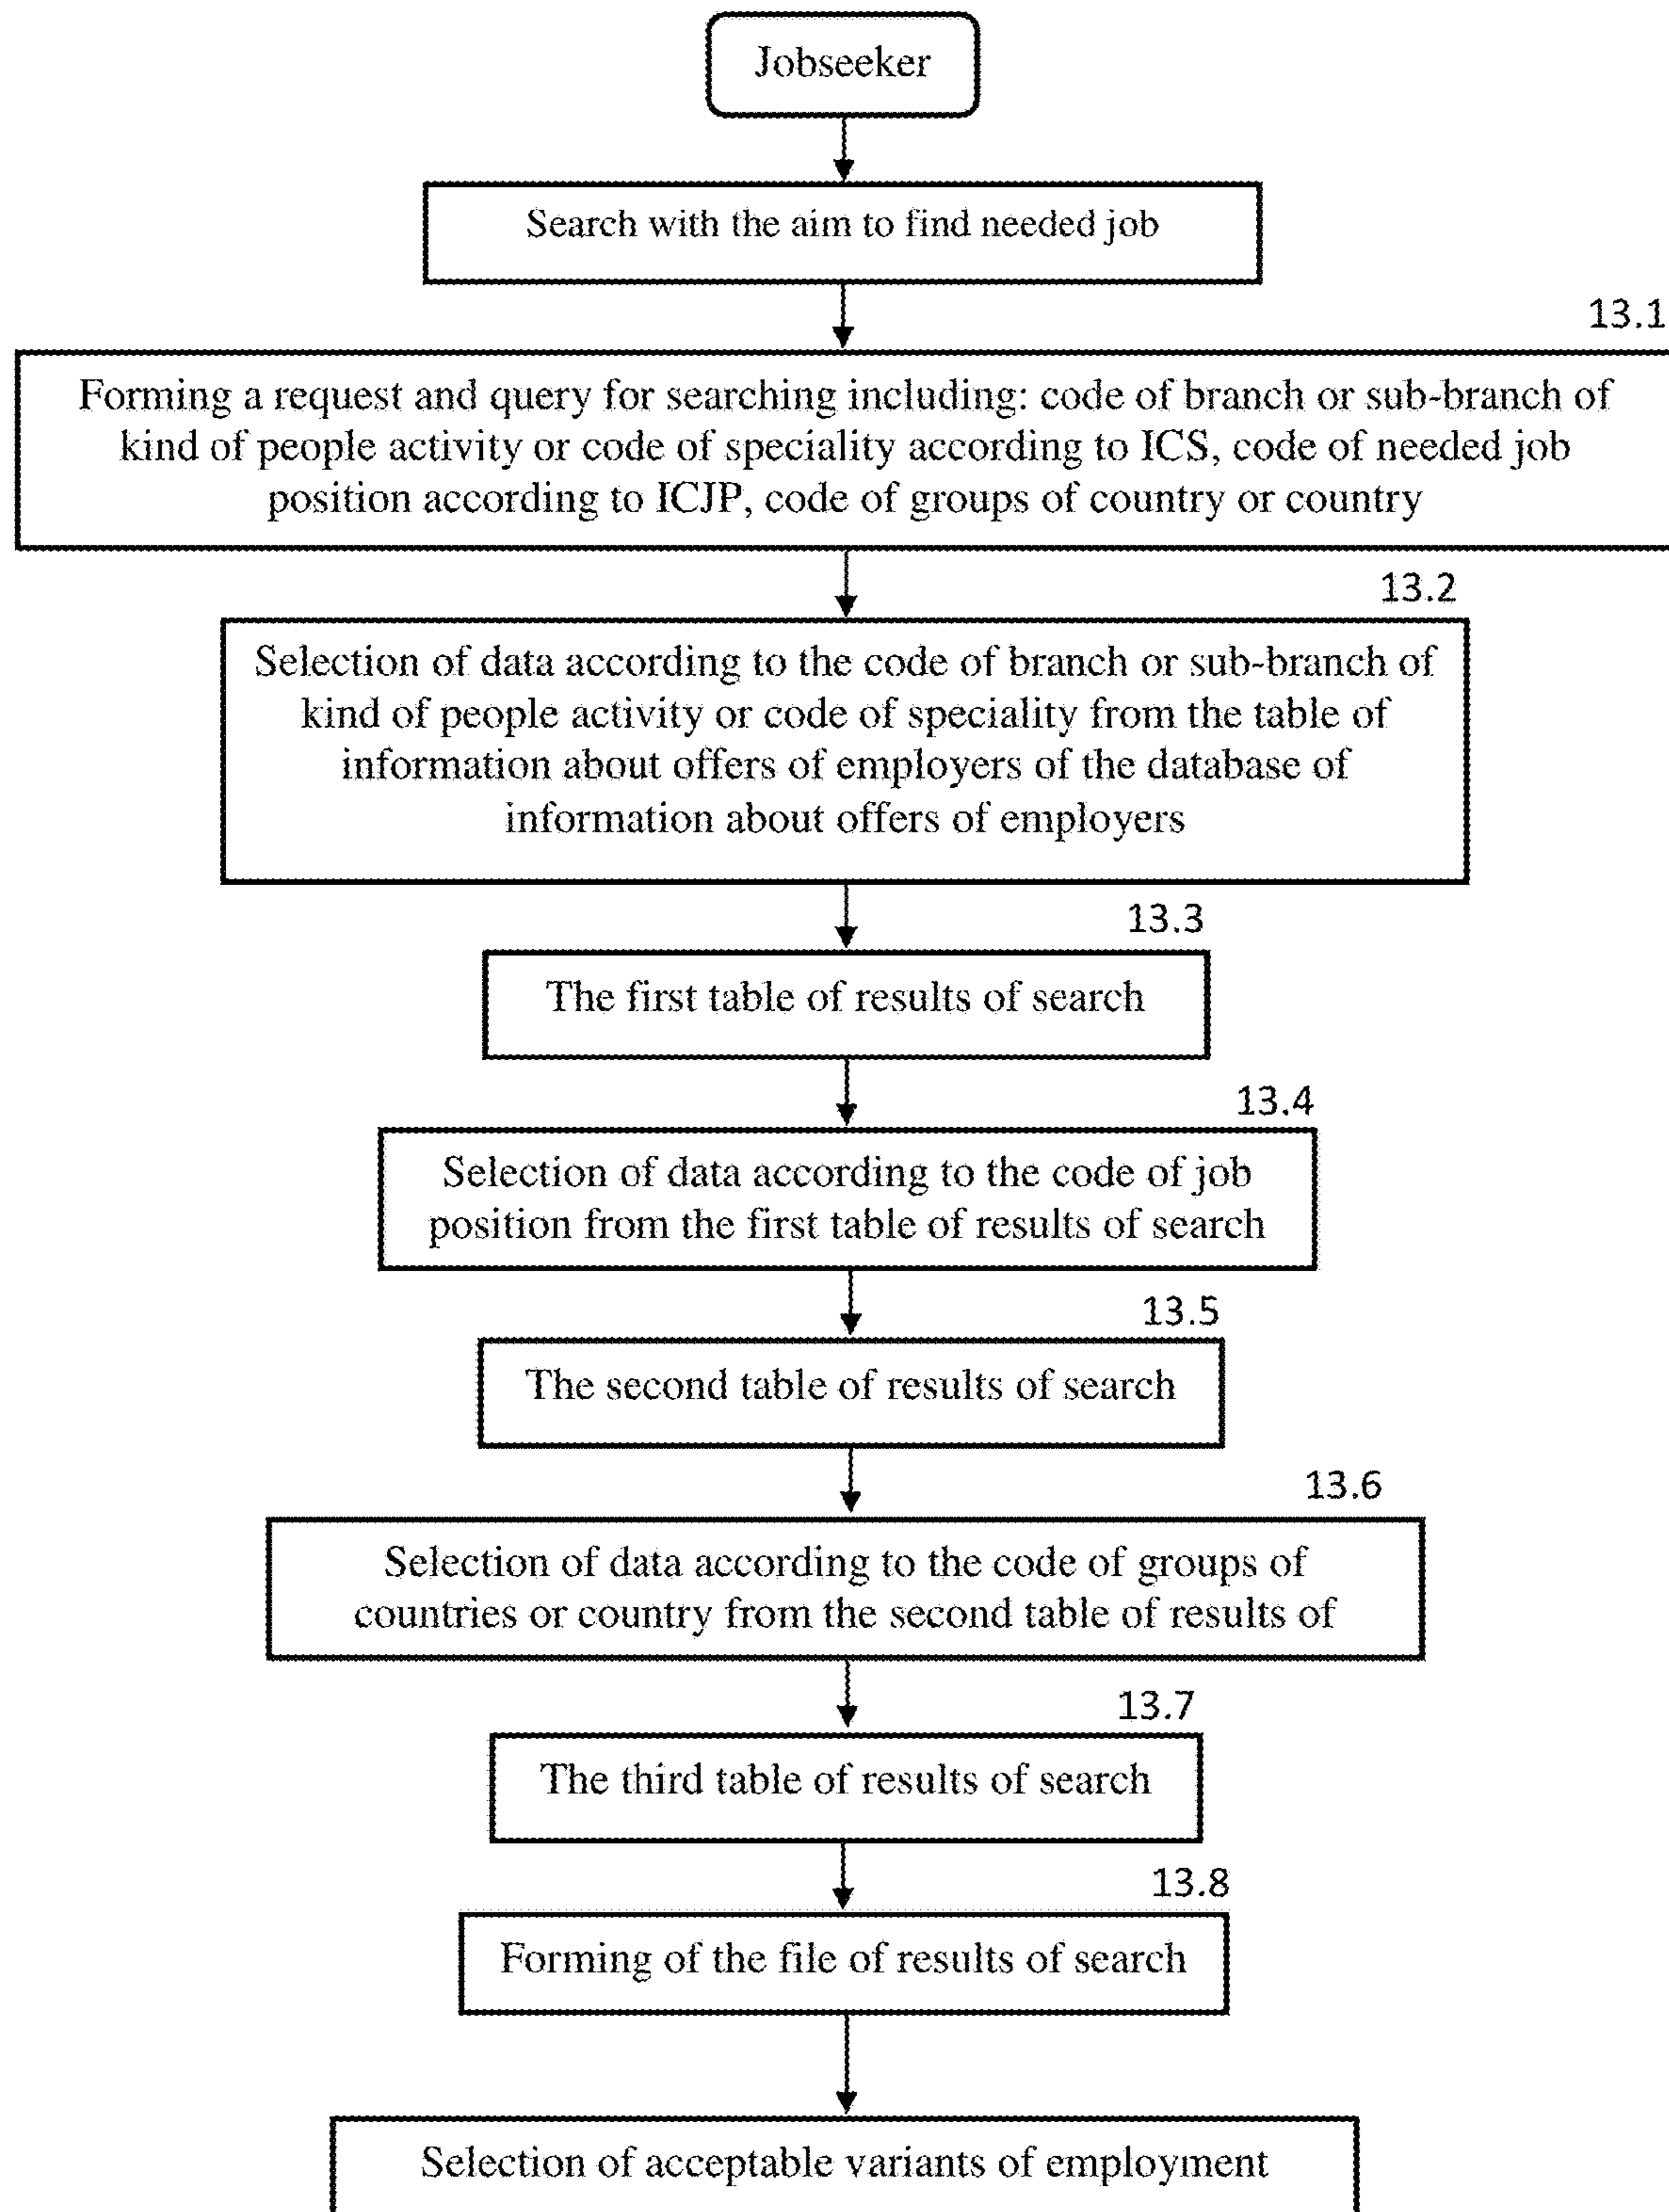 Jobseeker
Search with the aim to find needed job
13.1
Forming a request and query for searching including: code of branch or sub-branch of
kind of people activity or code of speciality according to ICS, code of needed job
position according to ICJP, code of groups of country or country
13.2
Selection of data according to the code of branch or sub-branch of
kind of people activity or code of speciality from the table of
information about offers of employers of the database of
information about offers of employers
13.3
The first table of results of search
13.4
Selection of data according to the code of job
position from the first table of results of search
13.5
The second table of results of search
13.6
Selection of data according to the code of groups of
countries or country from the second table of results of
13.7
The third table of results of search
13.8
Forming of the file of results of search
Selection of acceptable variants of employment